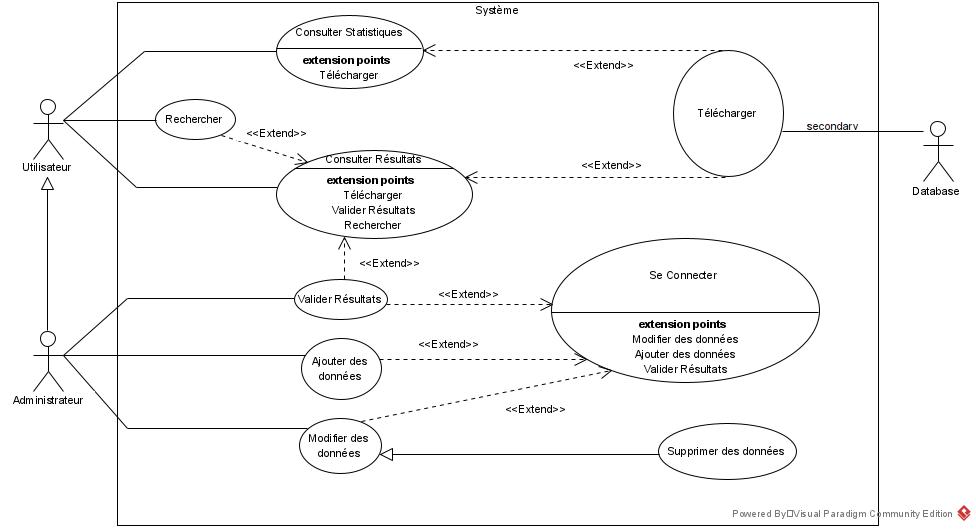 Système
Consulter Statistiques
extension points
Télécharger
<<Extend>>
Télécharger
Rechercher
<<Extend>>
Utilisateur
Consulter Résultats
extension points
Télécharger
Valider Résultats
Rechercher
<<Extend>>
secondary
Database
<<Extend>>
Valider Résultats
<<Extend>>
Se Connecter
extension points
Modifier des données
Ajouter des données
Valider Résultats
Administrateur
Ajouter des
données
<<Extend>>
<<Extend>>
Modifier des
données
Supprimer des données
Powered By Visual Paradigm Community Edition